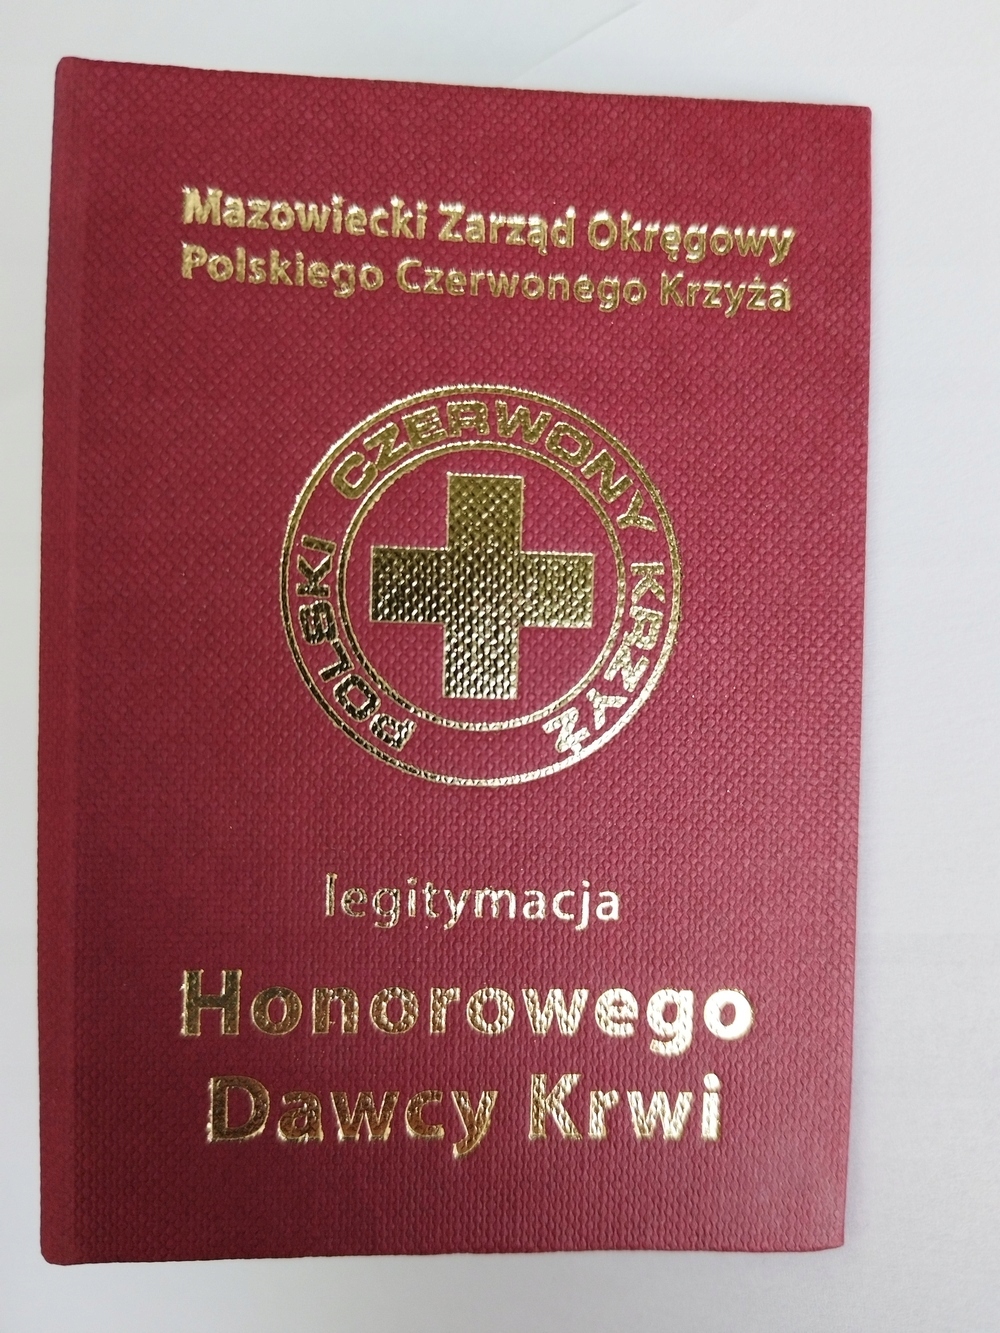 Mazowiecki Zarząd Okręgowy
Polskiego Czerwonego Krzyża
POLSKI CZERWONY KRZYŻ
legitymacja
Honorowego
Dawcy Krwi